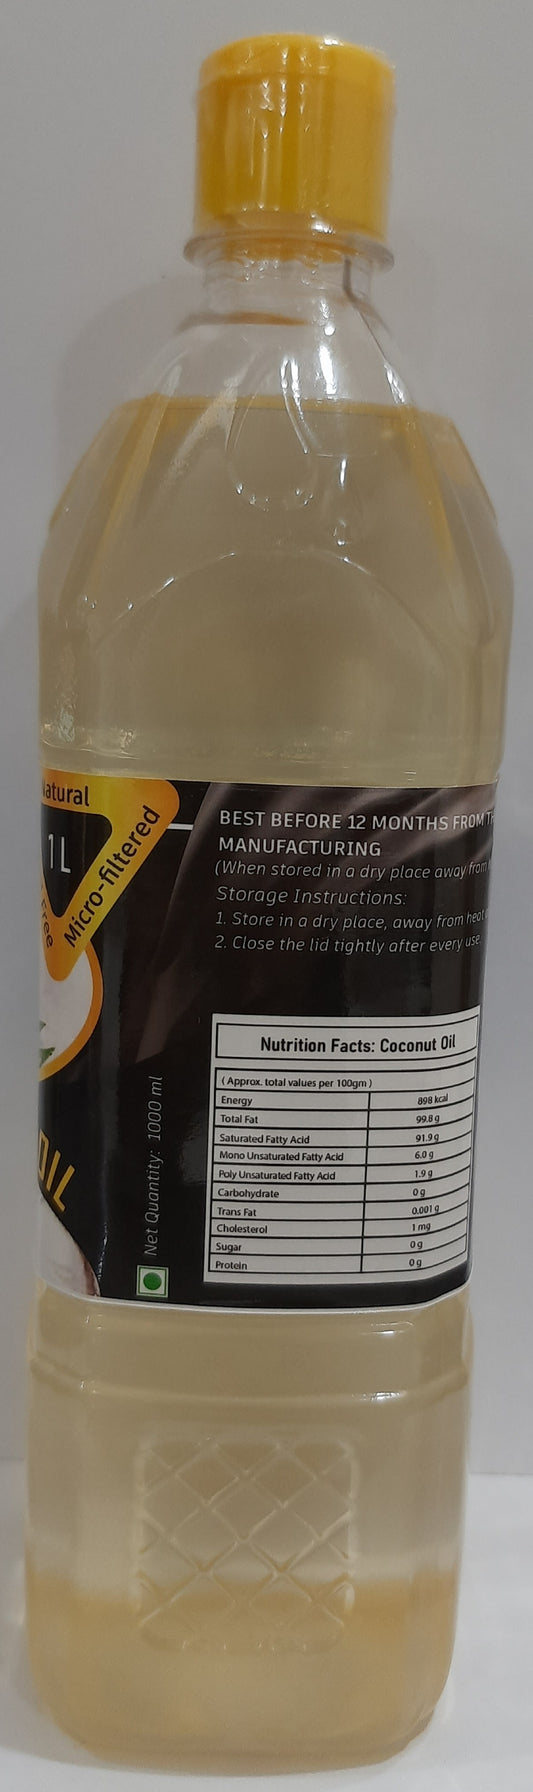 Natural
1 L
Free
Micro-filtered
OIL
Net Quantity: 1000 ml
BEST BEFORE 12 MONTHS FROM
MANUFACTURING
(When stored in a dry place away from
Storage Instructions:
1. Store in a dry place, away from heat
2. Close the lid tightly after every use.
Nutrition Facts: Coconut Oil
( Approx. total values per 100gm )
Energy 898 kcal
Total Fat 99.8 g
Saturated Fatty Acid 91.9 g
Mono Unsaturated Fatty Acid 6.0 g
Poly Unsaturated Fatty Acid 1.9 g
Carbohydrate 0 g
Trans Fat 0.001 g
Cholesterol 1 mg
Sugar 0 g
Protein 0 g